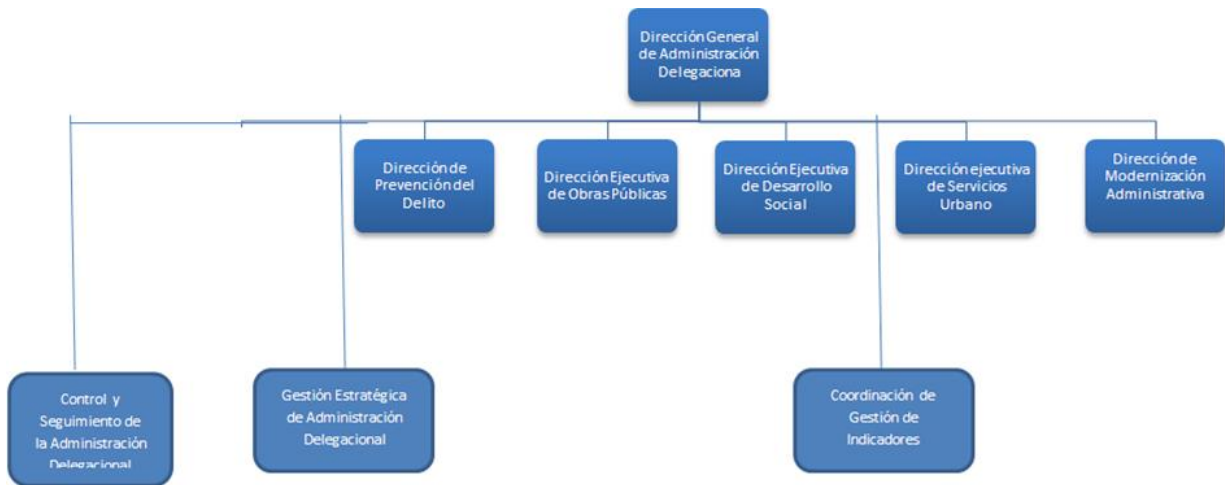 Dirección General
de Administración
Delegaciona
Dirección de
Prevención del
Delito
Dirección Ejecutiva
de Obras Públicas
Dirección Ejecutiva
de Desarrollo
Social
Dirección ejecutiva
de Servicios
Urbano
Dirección de
Modernización
Administrativa
Control y
Seguimiento de
la Administración
Delegacional
Gestión Estratégica
de Administración
Delegacional
Coordinación de
Gestión de
Indicadores